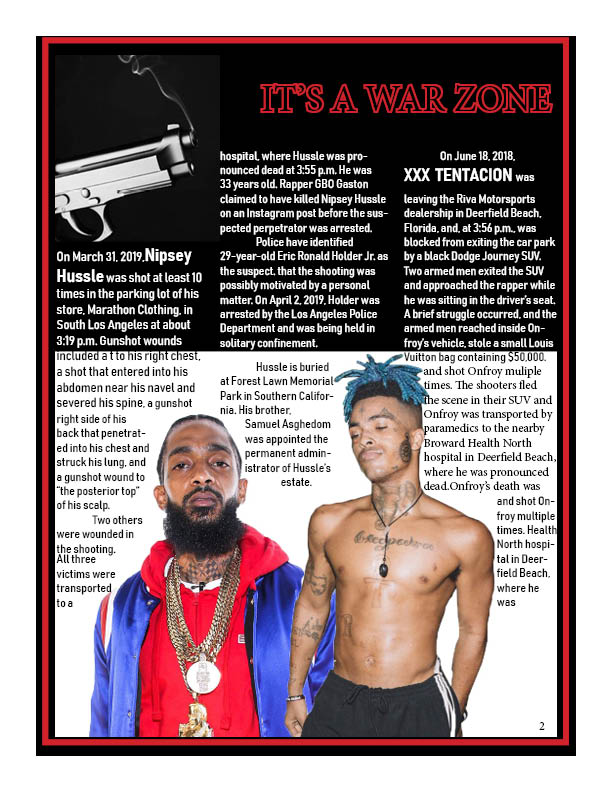 IT'S A WAR ZONE
On March 31, 2019,Nipsey
Hussle was shot at least 10
times in the parking lot of his
store, Marathon Clothing, in
South Los Angeles at about
3:19 p.m. Gunshot wounds
included a t to his right chest,
a shot that entered into his
abdomen near his navel and
severed his spine, a gunshot
right side of his
back that penetrat-
ed into his chest and
struck his lung, and
a gunshot wound to
"the posterior top"
of his scalp.
Two others
were wounded in
the shooting.
All three
victims were
transported
to a
hospital, where Hussle was pro-
nounced dead at 3:55 p.m. He was
33 years old. Rapper GBO Gaston
claimed to have killed Nipsey Hussle
on an Instagram post before the sus-
pected perpetrator was arrested.
Police have identified
29-year-old Eric Ronald Holder Jr. as
the suspect. that the shooting was
possibly motivated by a personal
matter. On April 2, 2019, Holder was
arrested by the Los Angeles Police
Department and was being held in
solitary confinement.
Hussle is buried
at Forest Lawn Memorial
Park in Southern Califor-
nia. His brother,
Samuel Asghedom
was appointed the
permanent admin-
istrator of Hussle's
estate.
On June 18, 2018,
XXX TENTACION was
leaving the Riva Motorsports
dealership in Deerfield Beach,
Florida, and, at 3:56 p.m., was
blocked from exiting the car park
by a black Dodge Journey SUV.
Two armed men exited the SUV
and approached the rapper while
he was sitting in the driver's seat.
A brief struggle occurred, and the
armed men reached inside On-
froy's vehicle, stole a small Louis
Vuitton bag containing $50,000,
and shot Onfroy muliple
times. The shooters fled
the scene in their SUV and
Onfroy was transported by
paramedics to the nearby
Broward Health North
hospital in Deerfield Beach,
where he was pronounced
dead.Onfroy's death was
and shot On-
froy multiple
times. Health
North hospi-
tal in Deer-
field Beach,
where he
was
2